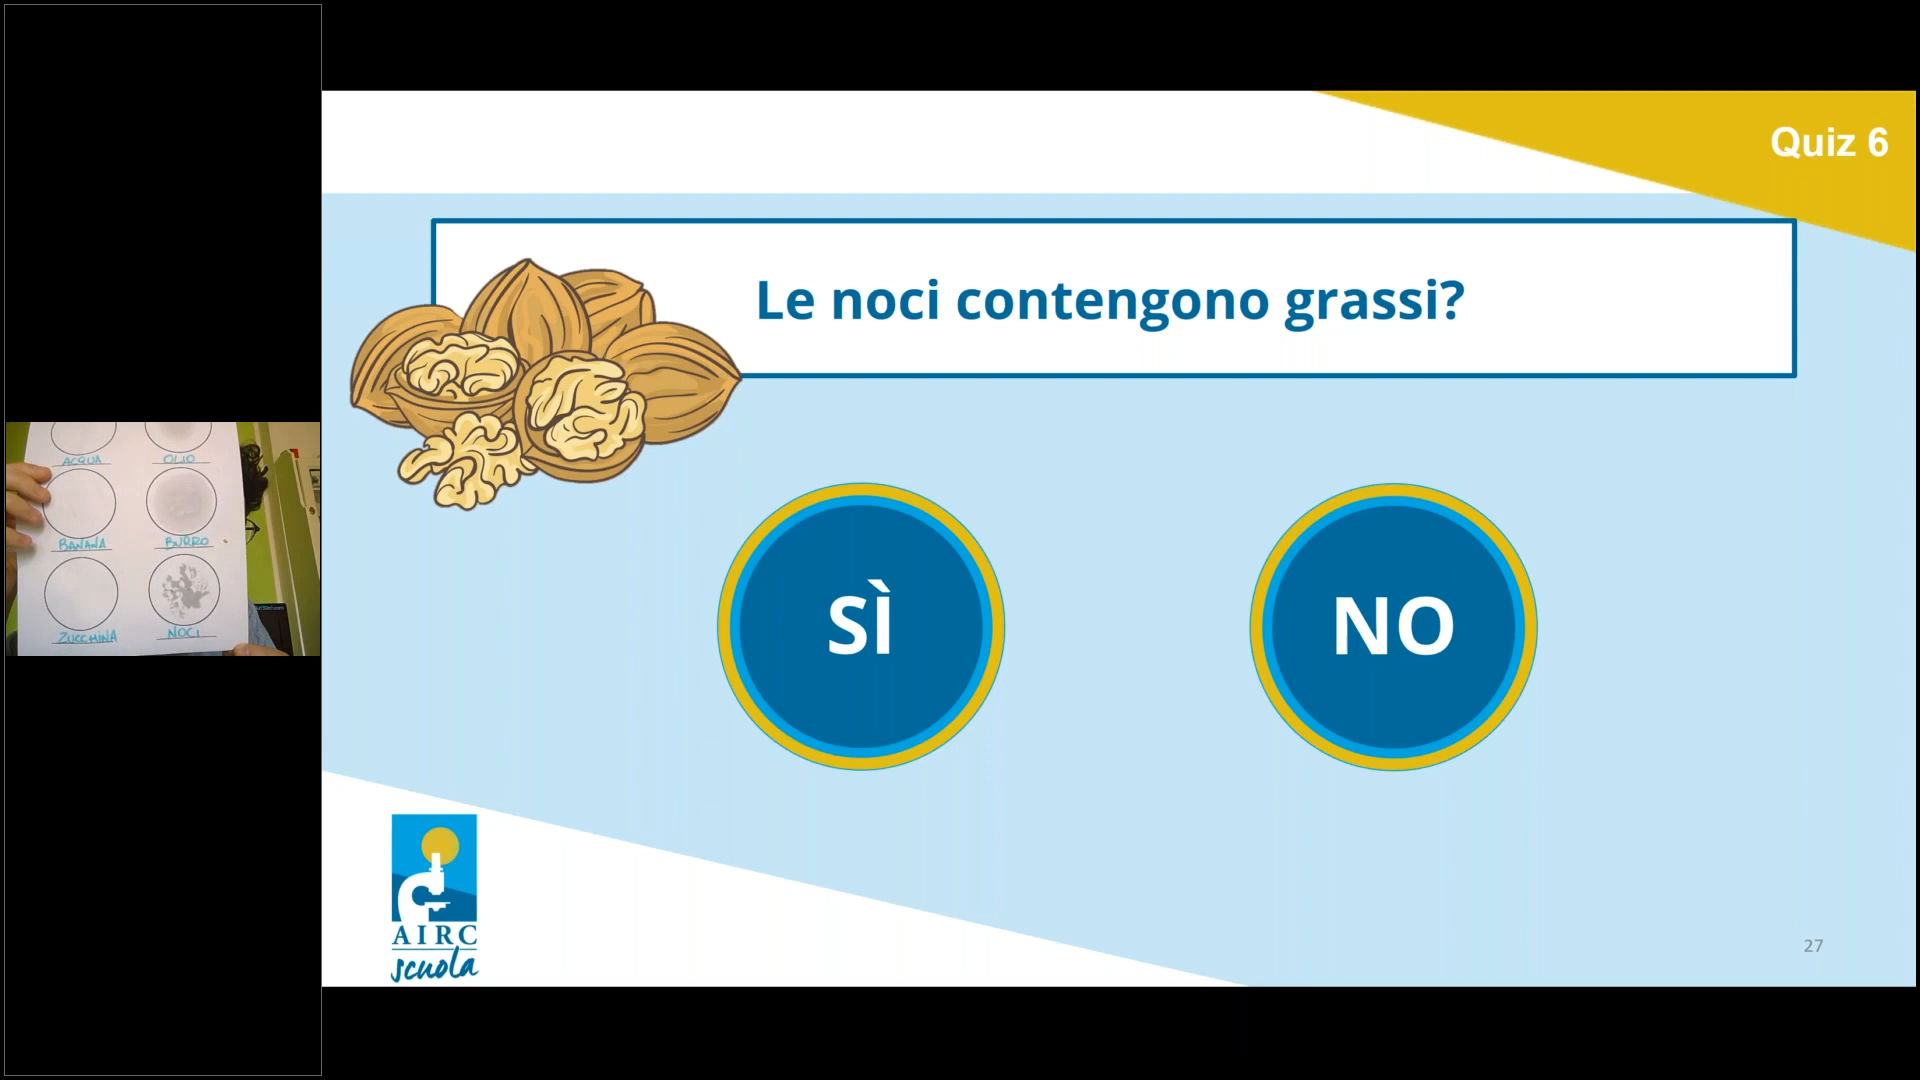 Quiz 6
Le noci contengono grassi?
SÌ
NO
ACQUA
OLIO
BANANA
BURRO
ZUCCHINA
NOCI
AIRC
scuola
27